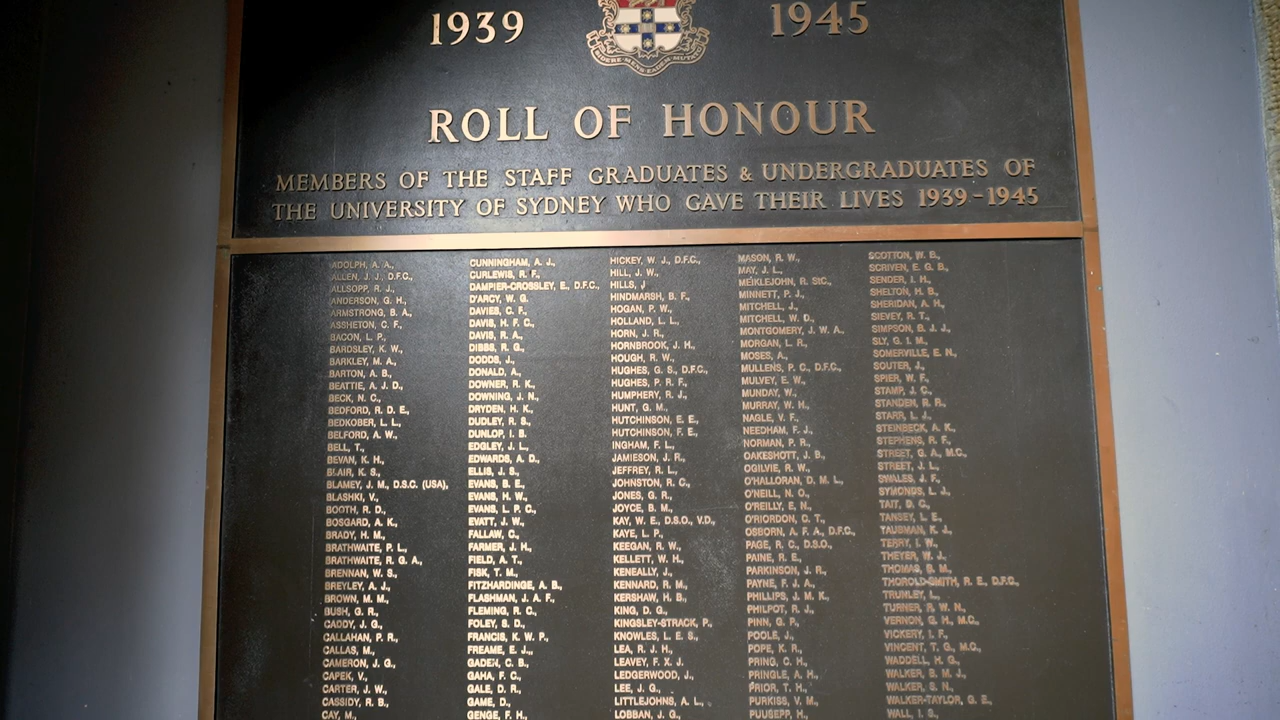 1939
1945
SIDERE·MENS·EADEM·MUTATO
ROLL OF HONOUR
MEMBERS OF THE STAFF GRADUATES & UNDERGRADUATES OF
THE UNIVERSITY OF SYDNEY WHO GAVE THEIR LIVES 1939-1945
ADOLPH, A. A.,
ALLEN, J. J., D.F.C.,
ALLSOPP, R. J.,
ANDERSON, G. H.,
ARMSTRONG, B. A.,
ASSHETON, C. F.,
BACON, L. P.,
BARDSLEY, K. W.,
BARKLEY, M. A.,
BARTON, A. B.,
BEATTIE, A. J. D.,
BECK, N. C.,
BEDFORD, R. D. E.,
BEDKOBER, L. L.,
BELFORD, A. W.,
BELL, T.,
BEVAN, K. H.,
BLAIR, K. S.,
BLAMEY, J. M., D.S.C. (USA),
BLASHKI, V.,
BOOTH, R. D.,
BOSGARD, A. K.,
BRADY, H. M.,
BRATHWAITE, P. L.,
BRATHWAITE, R. G. A.,
BRENNAN, W. S.,
BREYLEY, A. J.,
BROWN, M. M.,
BUSH, G. R.,
CADDY, J. G.,
CALLAHAN, P. R.,
CALLAS, M.,
CAMERON, J. G.,
CAPEK, V.,
CARTER, J. W.,
CASSIDY, R. B.,
CAY, M.,
CUNNINGHAM, A. J.,
CURLEWIS, R. F.,
DAMPIER-CROSSLEY, E., D.F.C.,
D'ARCY, W. G.
DAVIES, C. F.,
DAVIS, H. F. C.,
DAVIS, R. A.,
DIBBS, R. G.,
DODDS, J.,
DONALD, A.,
DOWNER, R. K.,
DOWNING, J. N.,
DRYDEN, H. K.,
DUDLEY, R. S.,
DUNLOP, I. B.
EDGLEY, J. L.,
EDWARDS, A. D.,
ELLIS, J. S.,
EVANS, B. E.,
EVANS, H. W.,
EVANS, L. P. C.,
EVATT, J. W.,
FALLAW, C.,
FARMER, J. H.,
FIELD, A. T.,
FISK, T. M.,
FITZHARDINGE, A. B.,
FLASHMAN, J. A. F.,
FLEMING, R. C.,
FOLEY, S. D.,
FRANCIS, K. W. P.,
FREAME, E. J.,
GADEN, C. B.,
GAHA, F. C.,
GALE, D. R.,
GAME, D.,
GENGE, F. H.,
HICKEY, W. J., D.F.C.,
HILL, J. W.,
HILLS, J
HINDMARSH, B. F.,
HOGAN, P. W.,
HOLLAND, L. L.,
HORN, J. R.,
HORNBROOK, J. H.,
HOUGH, R. W.,
HUGHES, G. S., D.F.C.,
HUGHES, P. R. F.,
HUMPHERY, R. J.,
HUNT, G. M.,
HUTCHINSON, E. E.,
HUTCHINSON, F. E.,
INGHAM, F. L.,
JAMIESON, J. R.,
JEFFREY, R. L.,
JOHNSTON, R. C.,
JONES, G. R.,
JOYCE, B. M.,
KAY, W. E., D.S.O., V.D.,
KAYE, L. P.,
KEEGAN, R. W.,
KELLETT, W. H.,
KENEALLY, J.,
KENNARD, R. M.,
KERSHAW, H. B.,
KING, D. G.,
KINGSLEY-STRACK, P.,
KNOWLES, L. E. S.,
LEA, R. J. H.,
LEAVEY, F. X. J.
LEDGERWOOD, J.,
LEE, J. G.,
LITTLEJOHNS, A. L.,
LOBBAN, J. G.,
MASON, R. W.,
MAY, J. L.,
MEIKLEJOHN, R. StC.,
MINNETT, P. J.,
MITCHELL, J.,
MITCHELL, W. D.,
MONTGOMERY, J. W. A.,
MORGAN, L. R.,
MOSES, A.,
MULLENS, P. C., D.F.C.,
MULVEY, E. W.,
MUNDAY, W.,
MURRAY, W. H.,
NAGLE, V. F.,
NEEDHAM, F. J.,
NORMAN, P. R.,
OAKESHOTT, J. B.,
OGILVIE, R. W.,
O'HALLORAN, D. M. L.,
O'NEILL, N. O.,
O'REILLY, E. N.,
O'RIORDON, C. T.,
OSBORN, A. F. A., D.F.C.,
PAGE, R. C., D.S.O.,
PAINE, R. E.,
PARKINSON, J. R.,
PAYNE, F. J. A.,
PHILLIPS, J. M. K.,
PHILPOT, R. J.,
PINN, G. P.,
POOLE, J.,
POPE, K. R.,
PRING, C. H.,
PRINGLE, A. H.,
PRIOR, T. H.,
PURKISS, V. M.,
PUUSEPP, H.,
SCOTTON, W. B.,
SCRIVEN, E. G. B.,
SENDER, I. H.,
SHELTON, H. B.,
SHERIDAN, A. H.,
SIEVEY, R. T.,
SIMPSON, B. J. J.,
SLY, G. I. M.,
SOMERVILLE, E. N.,
SOUTER, J.,
SPIER, W. F.,
STAMP, J. C.,
STANDEN, R. R.,
STARR, L. J.,
STEINBECK, A. K.,
STEPHENS, R. F.,
STREET, G. A., M.C.,
STREET, J. L.,
SWALES, J. F.,
SYMONDS, L. J.,
TAIT, D. C.,
TANSEY, L. E.,
TAUBMAN, K. J.,
TERRY, I. W.,
THEYER, W. J.,
THOMAS, B. M.,
THOROLD-SMITH, R. E., D.F.C.,
TRUMLEY, L.,
TURNER, R. W. N.,
VERNON, G. H., M.C.,
VICKERY, I. F.,
VINCENT, T. G., M.C.,
WADDELL, H. G.,
WALKER, B. M. J.,
WALKER, S. N.,
WALKER-TAYLOR, G. E.,
WALL, I. S.,